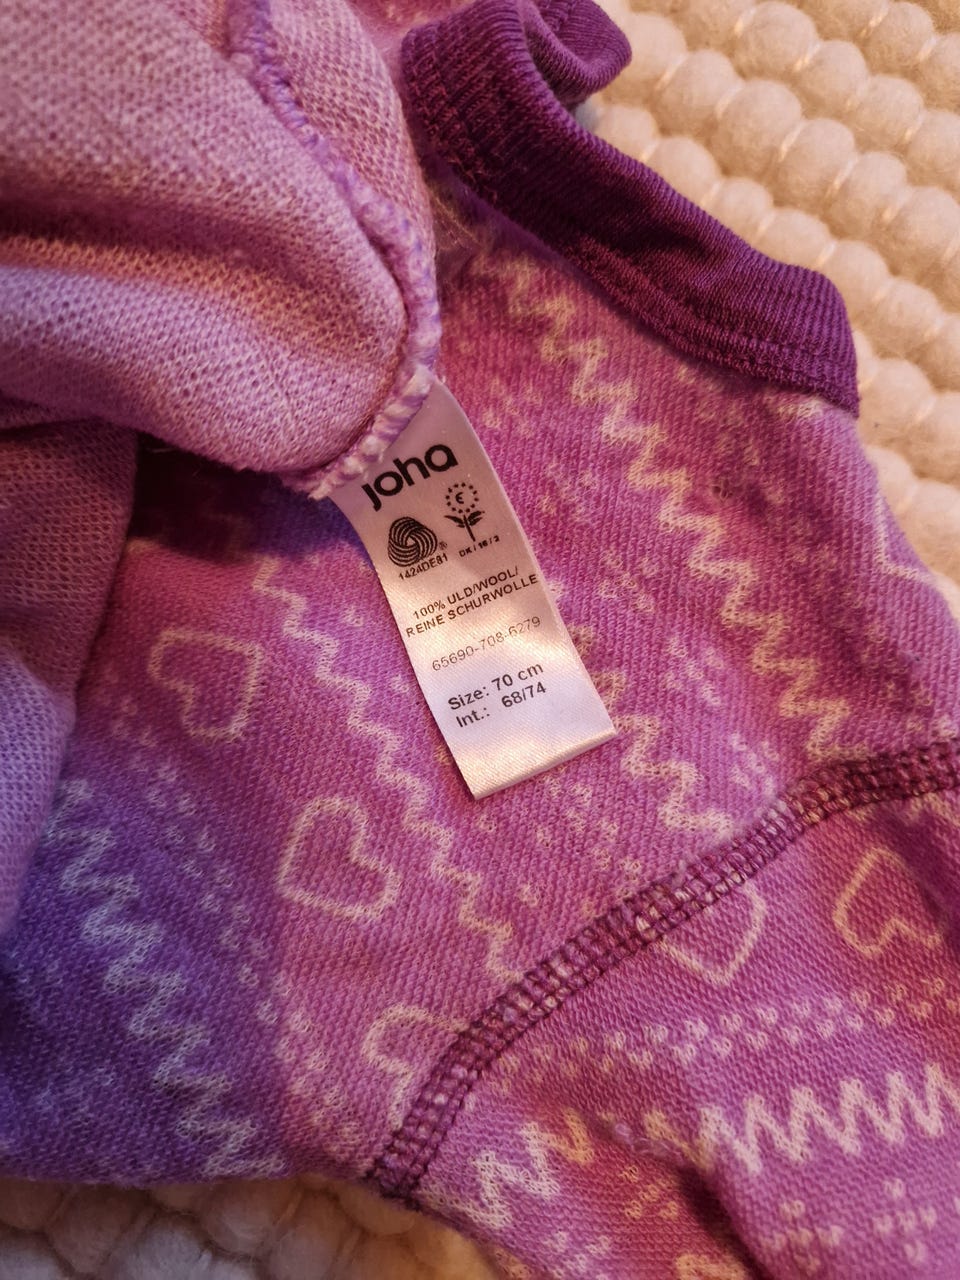 joha
€
DK/16/2
®
1424DE81
100% ULD/WOOL/
REINE SCHURWOLLE
65690-708-6279
Size: 70 cm
Int.: 68/74